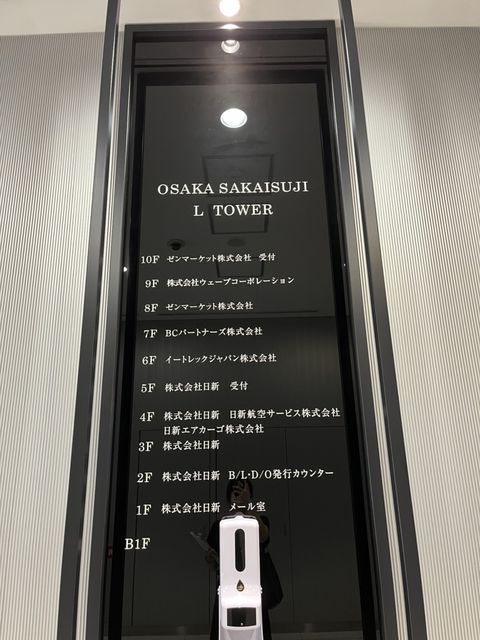 OSAKA SAKAISUJI
L TOWER
10F ゼンマーケット株式会社 受付
9F 株式会社ウェーブコーポレーション
8F ゼンマーケット株式会社
7F BCパートナーズ株式会社
6F イートレックジャパン株式会社
5F 株式会社日新 受付
4F 株式会社日新 日新航空サービス株式会社
日新エアカーゴ株式会社
3F 株式会社日新
2F 株式会社日新 B/L・D/O発行カウンター
1F 株式会社日新 メール室
B1F